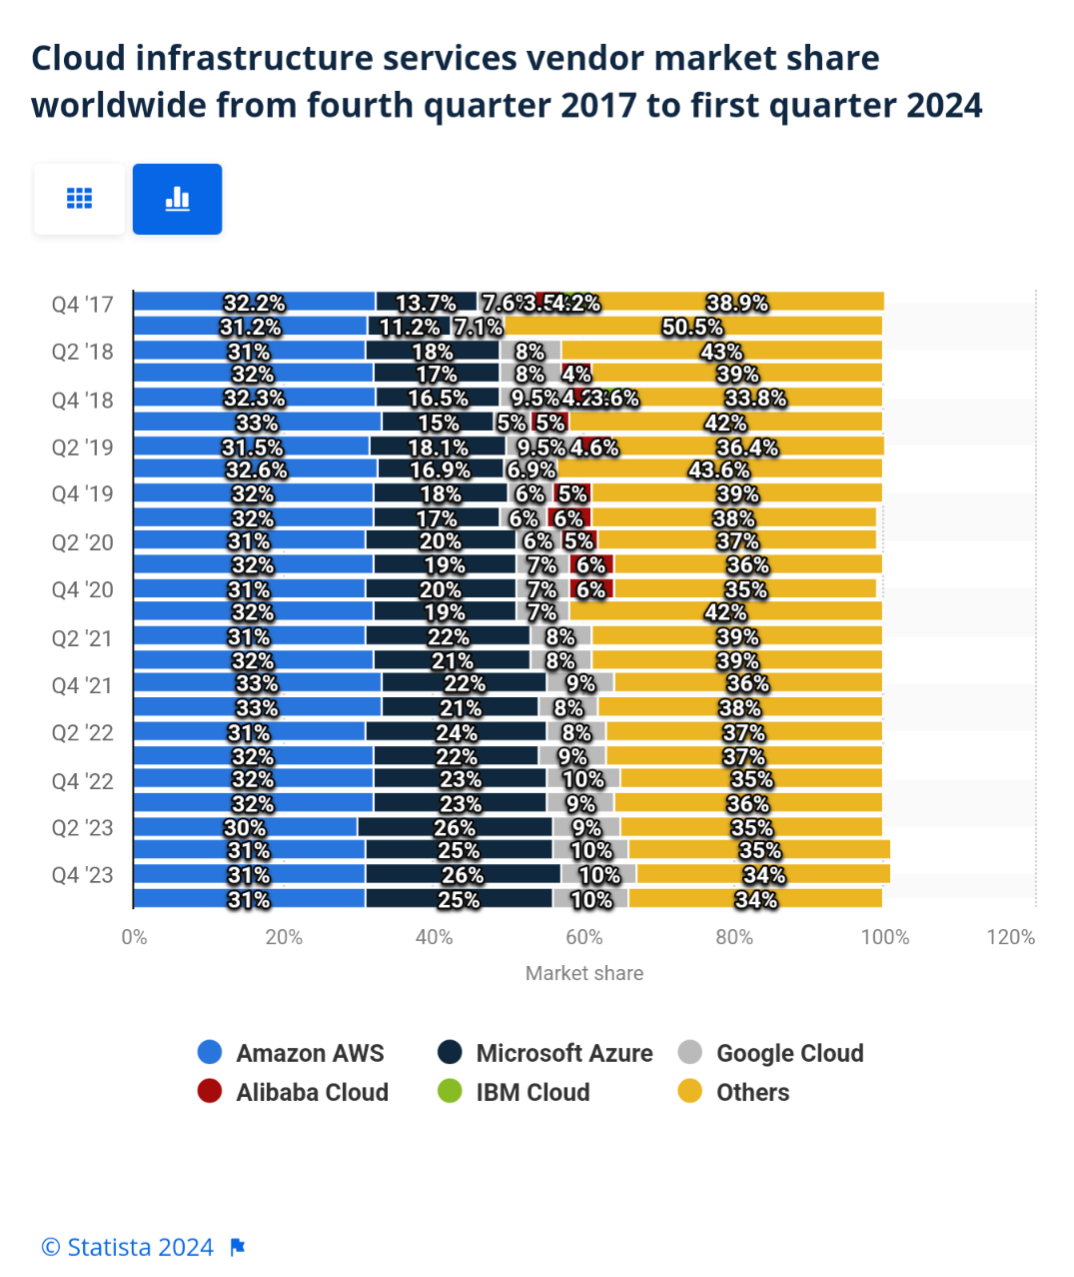 Cloud infrastructure services vendor market share
worldwide from fourth quarter 2017 to first quarter 2024
Q4 '17 32.2% 13.7% 7.6% 3.5% 4.2% 38.9%
31.2% 11.2% 7.1% 50.5%
Q2 '18 31% 18% 8% 43%
32% 17% 8% 4% 39%
Q4 '18 32.3% 16.5% 9.5% 3.6% 33.8%
33% 15% 5% 5% 42%
Q2 '19 31.5% 18.1% 9.5% 4.6% 36.4%
32.6% 16.9% 6.9% 43.6%
Q4 '19 32% 18% 6% 5% 39%
32% 17% 6% 6% 38%
Q2 '20 31% 20% 6% 5% 37%
32% 19% 7% 6% 36%
Q4 '20 31% 20% 7% 6% 35%
32% 19% 7% 42%
Q2 '21 31% 22% 8% 39%
32% 21% 8% 39%
Q4 '21 33% 22% 9% 36%
33% 21% 8% 38%
Q2 '22 31% 24% 8% 37%
32% 22% 9% 37%
Q4 '22 32% 23% 10% 35%
32% 23% 9% 36%
Q2 '23 30% 26% 9% 35%
31% 25% 10% 35%
Q4 '23 31% 26% 10% 34%
31% 25% 10% 34%
0% 20% 40% 60% 80% 100% 120%
Market share
Amazon AWS Microsoft Azure Google Cloud
Alibaba Cloud IBM Cloud Others
© Statista 2024